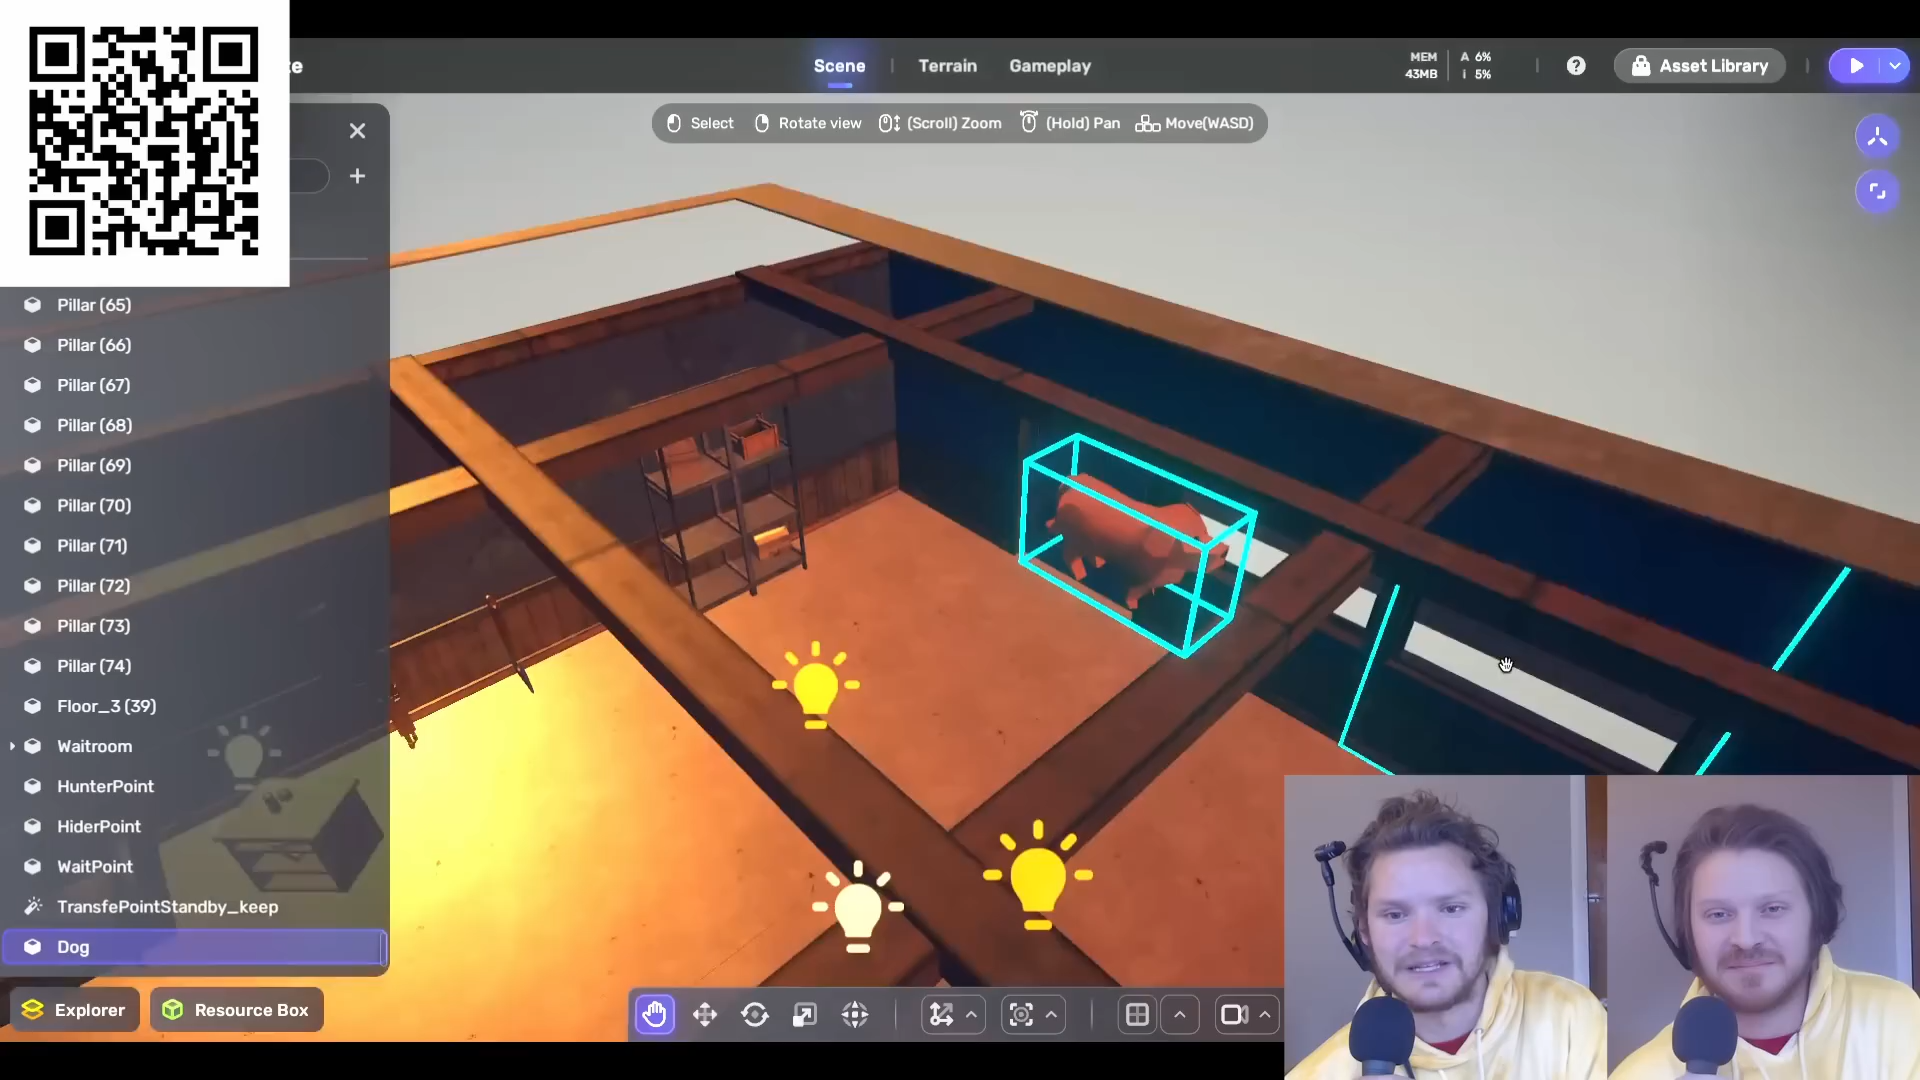 te
Scene
Terrain
Gameplay
MEM
43MB
A 6%
i 5%
Asset Library
Select
Rotate view
(Scroll) Zoom
(Hold) Pan
Move(WASD)
Pillar (65)
Pillar (66)
Pillar (67)
Pillar (68)
Pillar (69)
Pillar (70)
Pillar (71)
Pillar (72)
Pillar (73)
Pillar (74)
Floor_3 (39)
Waitroom
HunterPoint
HiderPoint
WaitPoint
TransfePointStandby_keep
Dog
Explorer
Resource Box